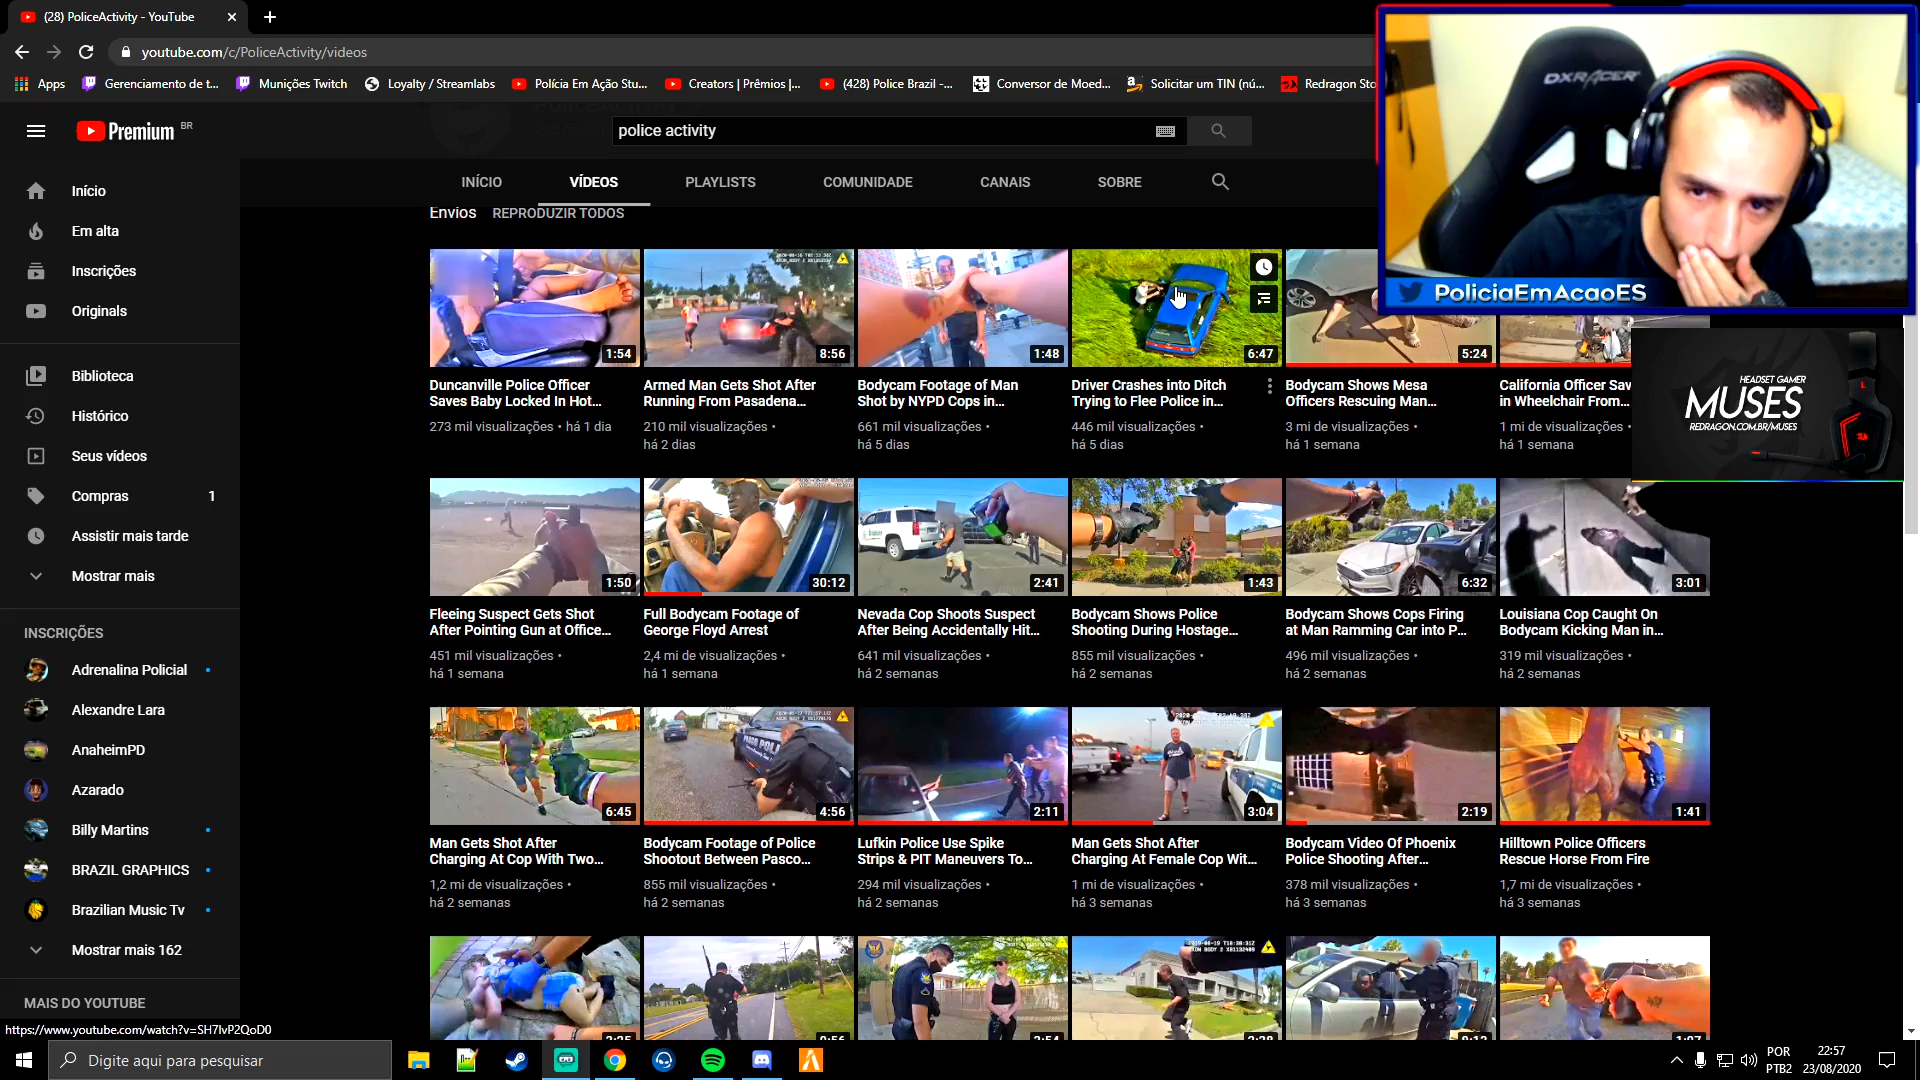 (28) PoliceActivity - YouTube
youtube.com/c/PoliceActivity/videos
Apps
Gerenciamento de t...
Munições Twitch
Loyalty / Streamlabs
Polícia Em Ação Stu...
Creators | Prêmios |...
(428) Police Brazil -...
Conversor de Moed...
Solicitar um TIN (nú...
Redragon Sto
Premium BR
police activity
INÍCIO
VÍDEOS
PLAYLISTS
COMUNIDADE
CANAIS
SOBRE
Envios
REPRODUZIR TODOS
DXRACER
PoliciaEmAcaoES
HEADSET GAMER
MUSES
REDRAGON.COM.BR/MUSES
Início
Em alta
Inscrições
Originals
Biblioteca
Histórico
Seus vídeos
Compras 1
Assistir mais tarde
Mostrar mais
INSCRIÇÕES
Adrenalina Policial
Alexandre Lara
AnaheimPD
Azarado
Billy Martins
BRAZIL GRAPHICS
Brazilian Music Tv
Mostrar mais 162
MAIS DO YOUTUBE
1:54
Duncanville Police Officer
Saves Baby Locked In Hot...
273 mil visualizações • há 1 dia
8:56
Armed Man Gets Shot After
Running From Pasadena...
210 mil visualizações •
há 2 dias
1:48
Bodycam Footage of Man
Shot by NYPD Cops in...
661 mil visualizações •
há 5 dias
6:47
Driver Crashes into Ditch
Trying to Flee Police in...
446 mil visualizações •
há 5 dias
5:24
Bodycam Shows Mesa
Officers Rescuing Man...
3 mi de visualizações •
há 1 semana
California Officer Sav
in Wheelchair From...
1 mi de visualizações •
há 1 semana
1:50
Fleeing Suspect Gets Shot
After Pointing Gun at Office...
451 mil visualizações •
há 1 semana
30:12
Full Bodycam Footage of
George Floyd Arrest
2,4 mi de visualizações •
há 1 semana
2:41
Nevada Cop Shoots Suspect
After Being Accidentally Hit...
641 mil visualizações •
há 2 semanas
1:43
Bodycam Shows Police
Shooting During Hostage...
855 mil visualizações •
há 2 semanas
6:32
Bodycam Shows Cops Firing
at Man Ramming Car into P...
496 mil visualizações •
há 2 semanas
3:01
Louisiana Cop Caught On
Bodycam Kicking Man in...
319 mil visualizações •
há 2 semanas
6:45
Man Gets Shot After
Charging At Cop With Two...
1,2 mi de visualizações •
há 2 semanas
4:56
Bodycam Footage of Police
Shootout Between Pasco...
855 mil visualizações •
há 2 semanas
2:11
Lufkin Police Use Spike
Strips & PIT Maneuvers To...
294 mil visualizações •
há 2 semanas
3:04
Man Gets Shot After
Charging At Female Cop Wit...
1 mi de visualizações •
há 3 semanas
2:19
Bodycam Video Of Phoenix
Police Shooting After...
378 mil visualizações •
há 3 semanas
1:41
Hilltown Police Officers
Rescue Horse From Fire
1,7 mi de visualizações •
há 3 semanas
https://www.youtube.com/watch?v=SH7IvP2QoD0
Digite aqui para pesquisar
POR
PTB2
22:57
23/08/2020